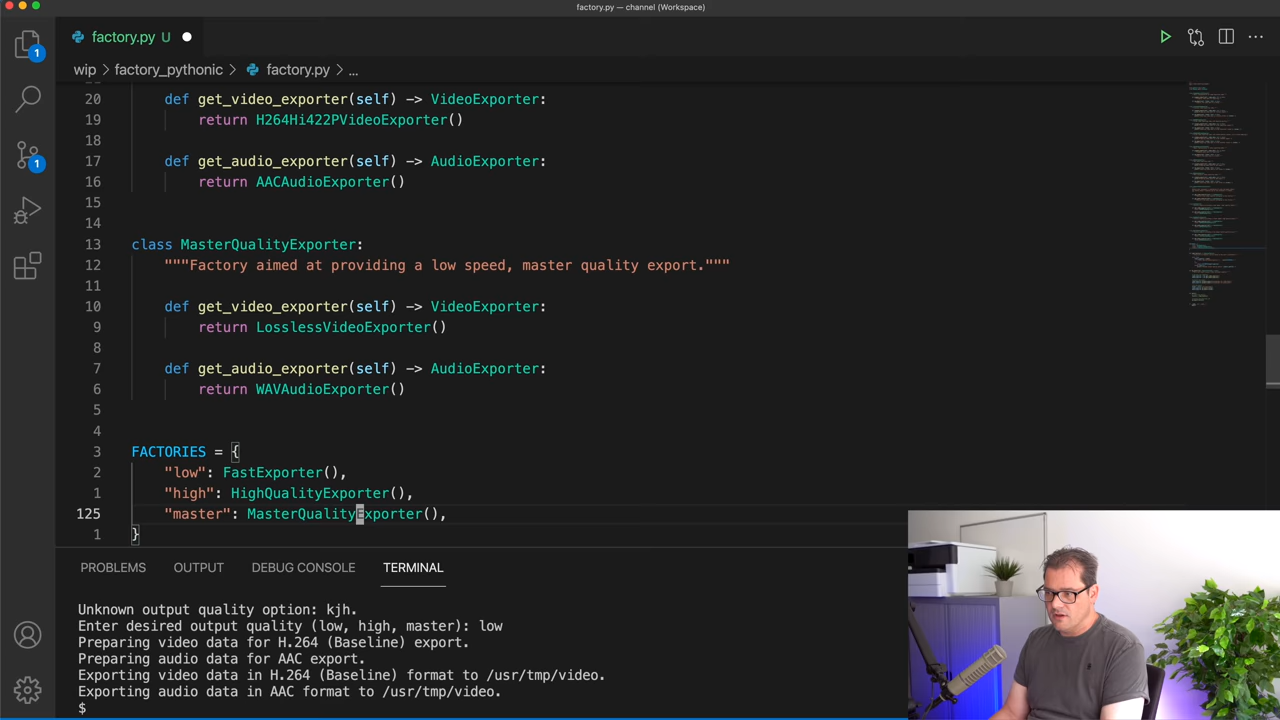 factory.py — channel (Workspace)
factory.py U
wip > factory_pythonic > factory.py > ...
20 def get_video_exporter(self) -> VideoExporter:
19 return H264Hi422PVideoExporter()
18
17 def get_audio_exporter(self) -> AudioExporter:
16 return AACAudioExporter()
15
14
13 class MasterQualityExporter:
12 """Factory aimed at providing a low speed, master quality export."""
11
10 def get_video_exporter(self) -> VideoExporter:
9 return LosslessVideoExporter()
8
7 def get_audio_exporter(self) -> AudioExporter:
6 return WAVAudioExporter()
5
4
3 FACTORIES = {
2 "low": FastExporter(),
1 "high": HighQualityExporter(),
125 "master": MasterQualityExporter(),
1 }
PROBLEMS OUTPUT DEBUG CONSOLE TERMINAL
Unknown output quality option: kjh.
Enter desired output quality (low, high, master): low
Preparing video data for H.264 (Baseline) export.
Preparing audio data for AAC export.
Exporting video data in H.264 (Baseline) format to /usr/tmp/video.
Exporting audio data in AAC format to /usr/tmp/video.
$
1
1